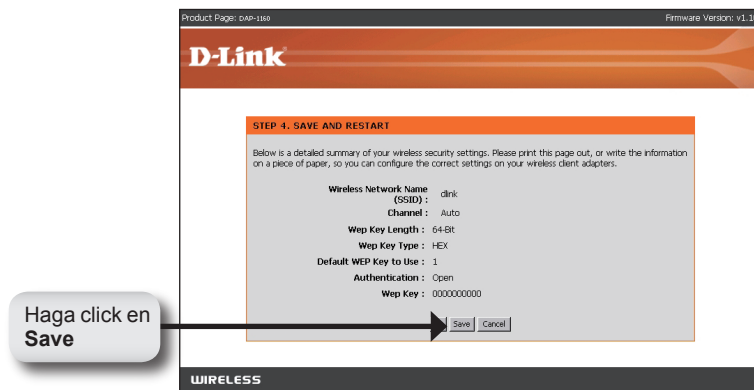 Product Page: DAP-1160 Firmware Version: v1.10
D-Link
STEP 4. SAVE AND RESTART
Below is a detailed summary of your wireless security settings. Please print this page out, or write the information
on a piece of paper, so you can configure the correct settings on your wireless client adapters.
Wireless Network Name
(SSID) : dlink
Channel : Auto
Wep Key Length : 64-Bit
Wep Key Type : HEX
Default WEP Key to Use : 1
Authentication : Open
Wep Key : 0000000000
Save Cancel
Haga click en
Save
WIRELESS